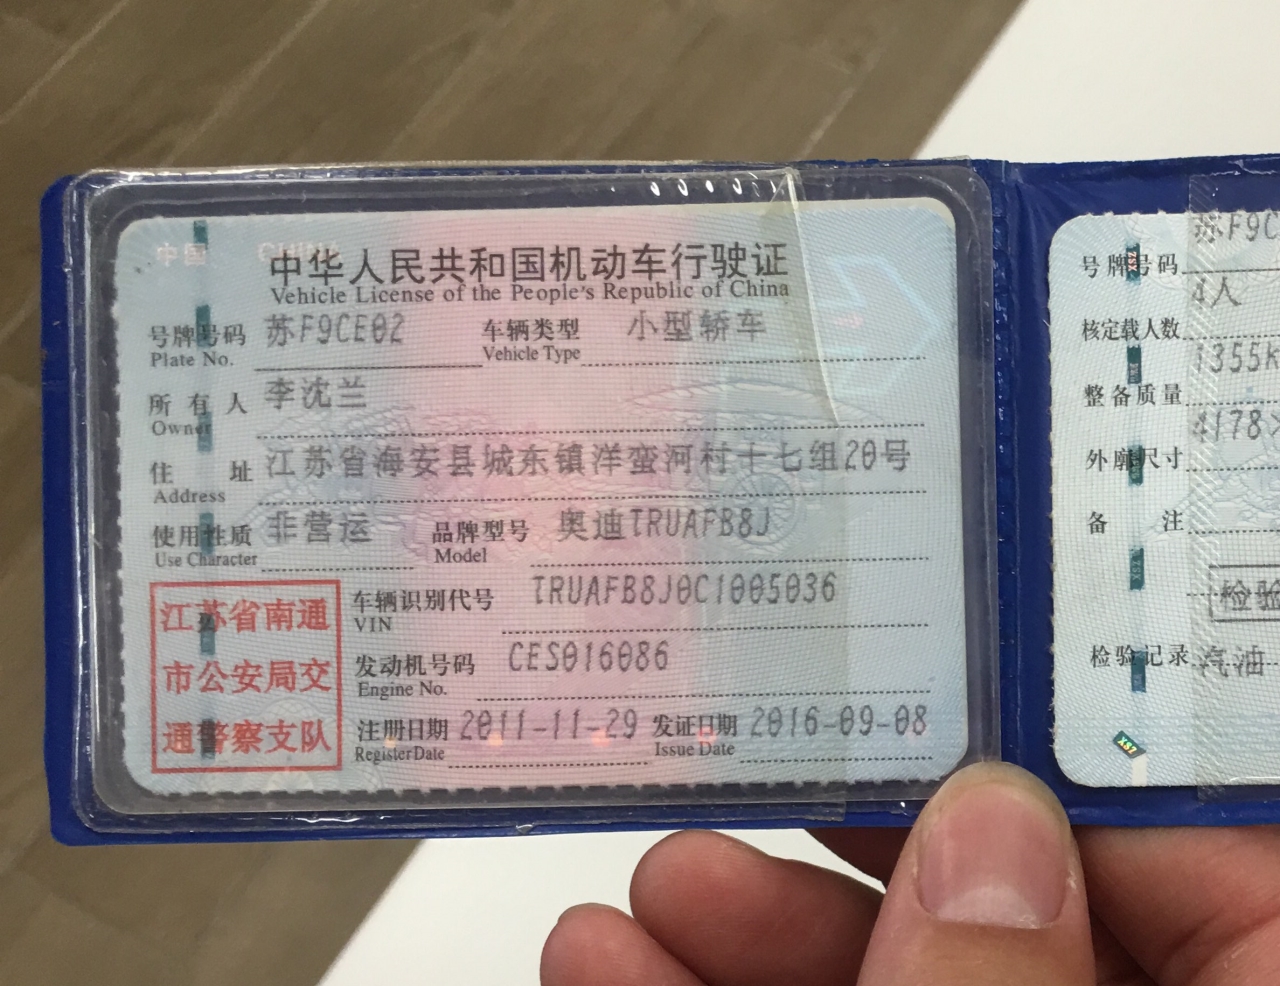 中国 CHINA
中华人民共和国机动车行驶证
Vehicle License of the People's Republic of China
号牌号码 苏F9CE02 车辆类型 小型轿车
Plate No. Vehicle Type
所有人 李沈兰
Owner
住址 江苏省海安县城东镇洋蛮河村十七组20号
Address
使用性质 非营运 品牌型号 奥迪TRUAFB8J
Use Character Model
车辆识别代号 TRUAFB8J0C1005036
VIN
发动机号码 CES016086
Engine No.
注册日期 2011-11-29 发证日期 2016-09-08
Register Date Issue Date
江苏省南通
市公安局交
通警察支队
号牌号码 苏F9C
核定载人数 4人
整备质量 1355K
外廓尺寸 4178
备注
检验
检验记录 汽油